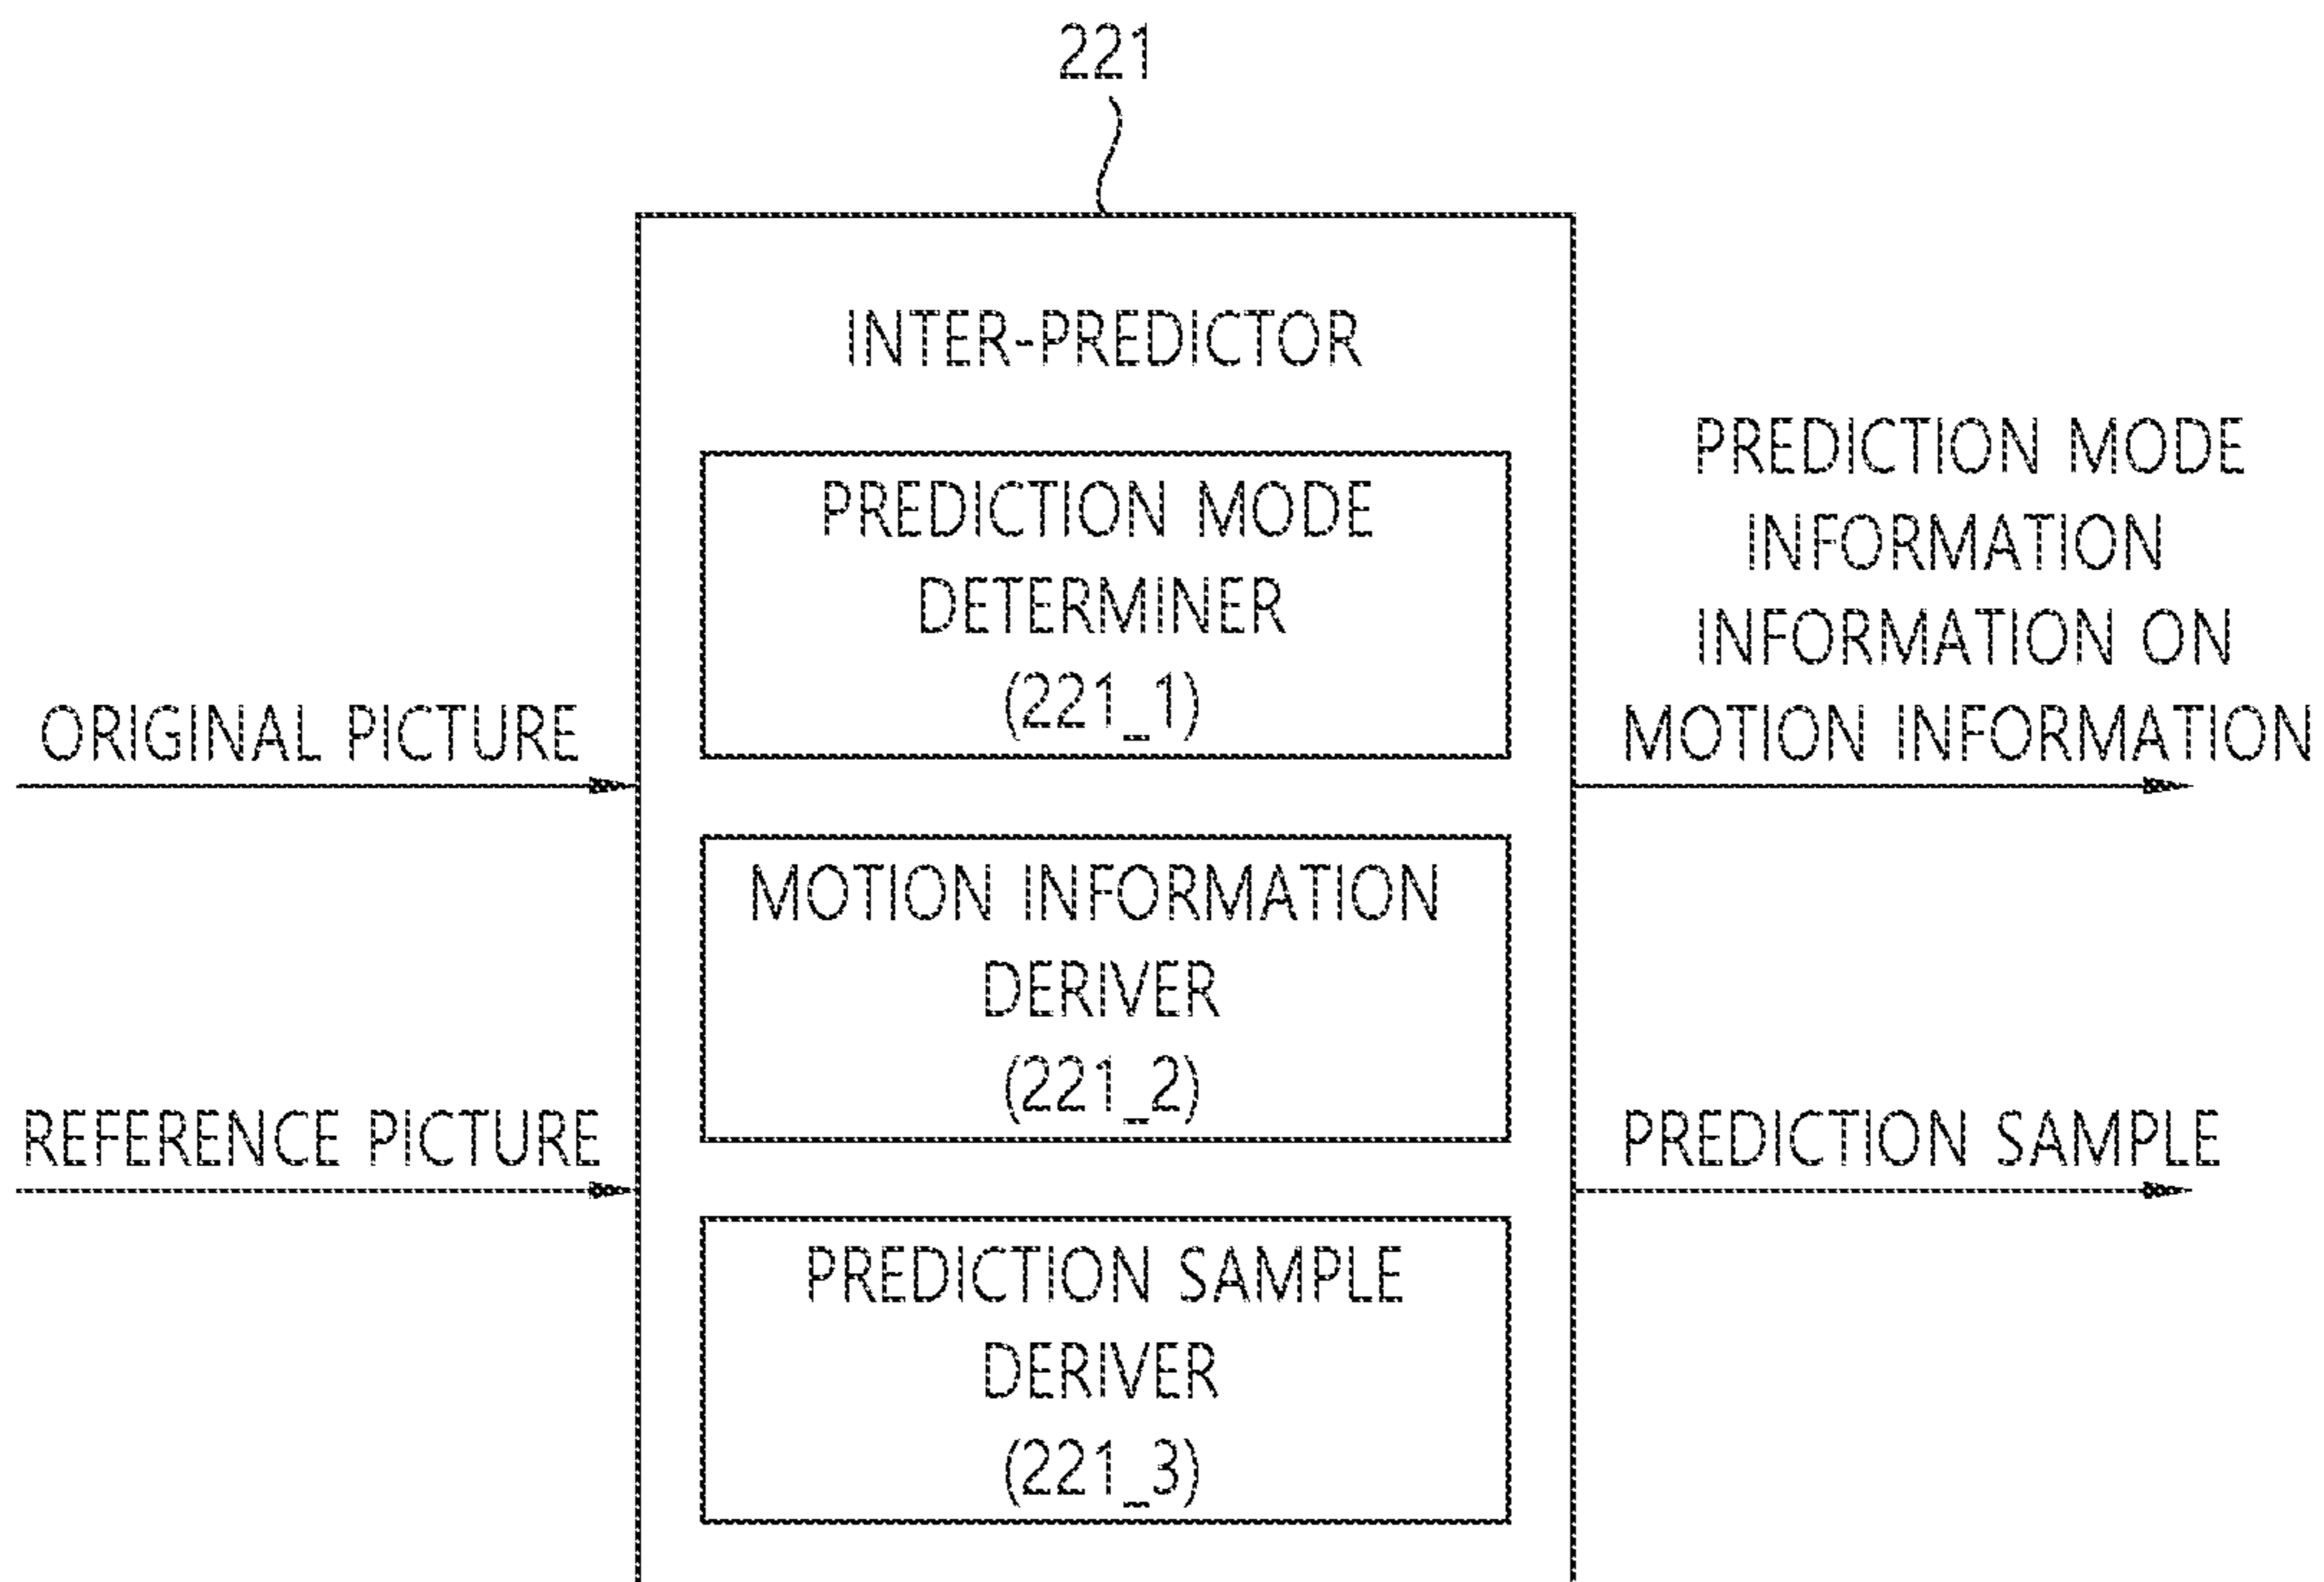 221
INTER-PREDICTOR
PREDICTION MODE
DETERMINER
(221_1)
MOTION INFORMATION
DERIVER
(221_2)
PREDICTION SAMPLE
DERIVER
(221_3)
ORIGINAL PICTURE
REFERENCE PICTURE
PREDICTION MODE
INFORMATION
INFORMATION ON
MOTION INFORMATION
PREDICTION SAMPLE